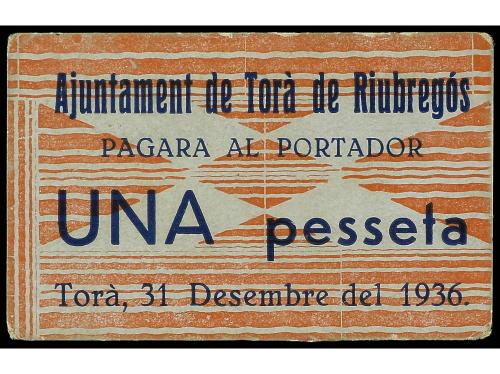 Ajuntament de Torà de Riubregós
PAGARA AL PORTADOR
UNA pesseta
Torà, 31 Desembre del 1936.